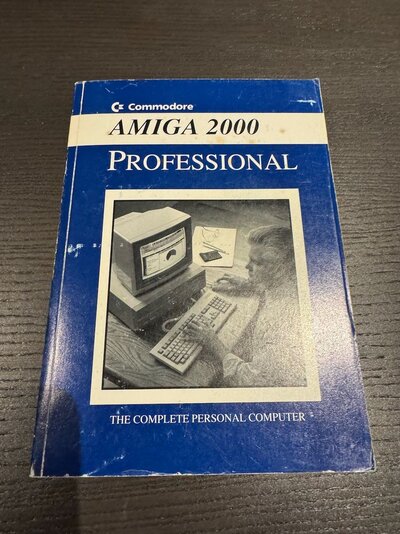 Commodore
AMIGA 2000
PROFESSIONAL
THE COMPLETE PERSONAL COMPUTER